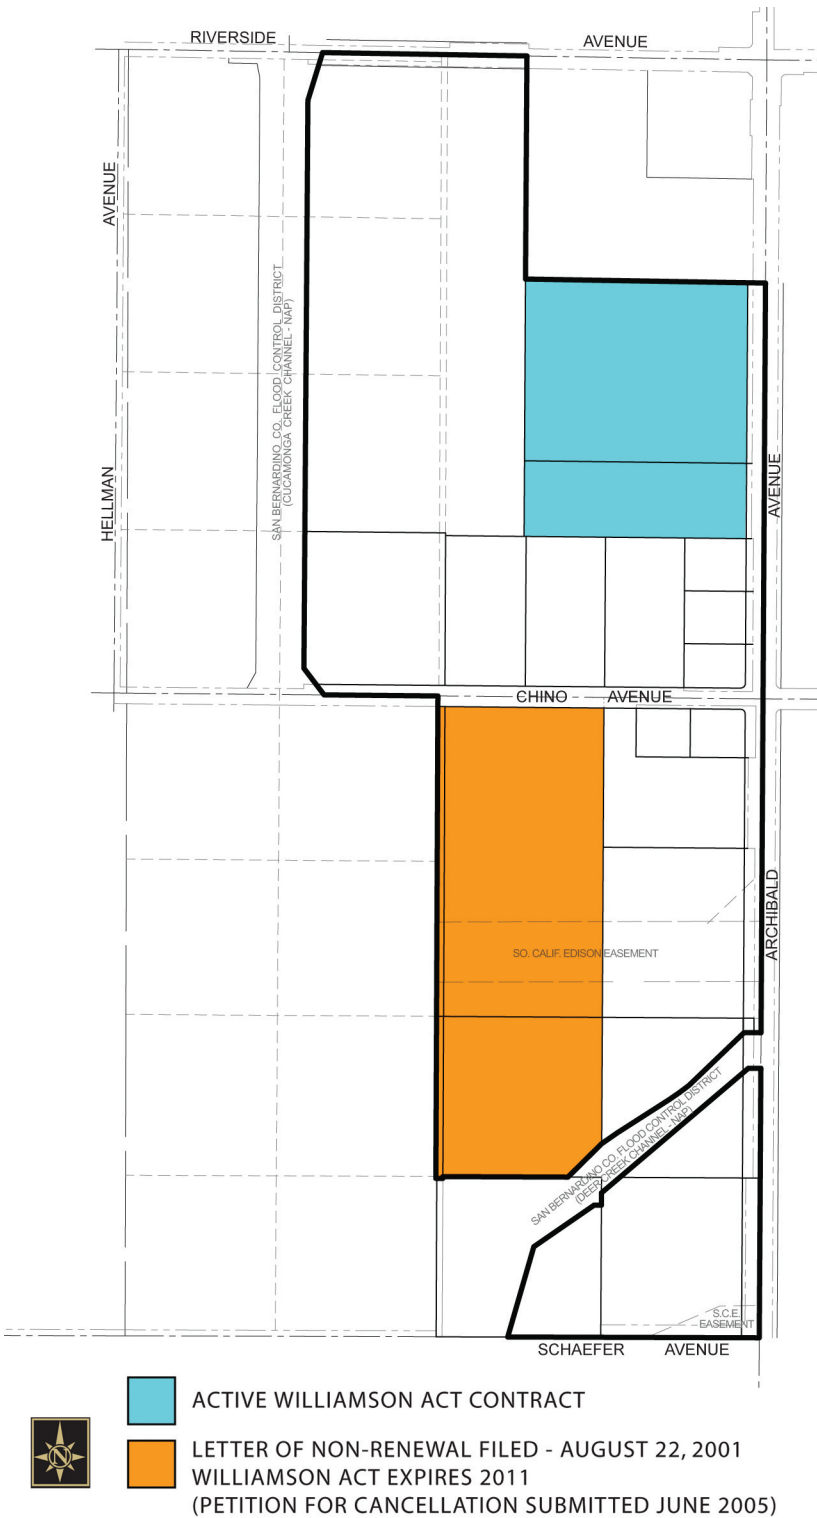 RIVERSIDE AVENUE
AVENUE
HELLMAN
SAN BERNARDINO CO. FLOOD CONTROL DISTRICT
(CUCAMONGA CREEK CHANNEL - NAP)
AVENUE
CHINO AVENUE
ARCHIBALD
SO. CALIF. EDISON EASEMENT
SAN BERNARDINO CO. FLOOD CONTROL DISTRICT
(DEER CREEK CHANNEL - NAP)
S.C.E.
EASEMENT
SCHAEFER AVENUE
N
ACTIVE WILLIAMSON ACT CONTRACT
LETTER OF NON-RENEWAL FILED - AUGUST 22, 2001
WILLIAMSON ACT EXPIRES 2011
(PETITION FOR CANCELLATION SUBMITTED JUNE 2005)